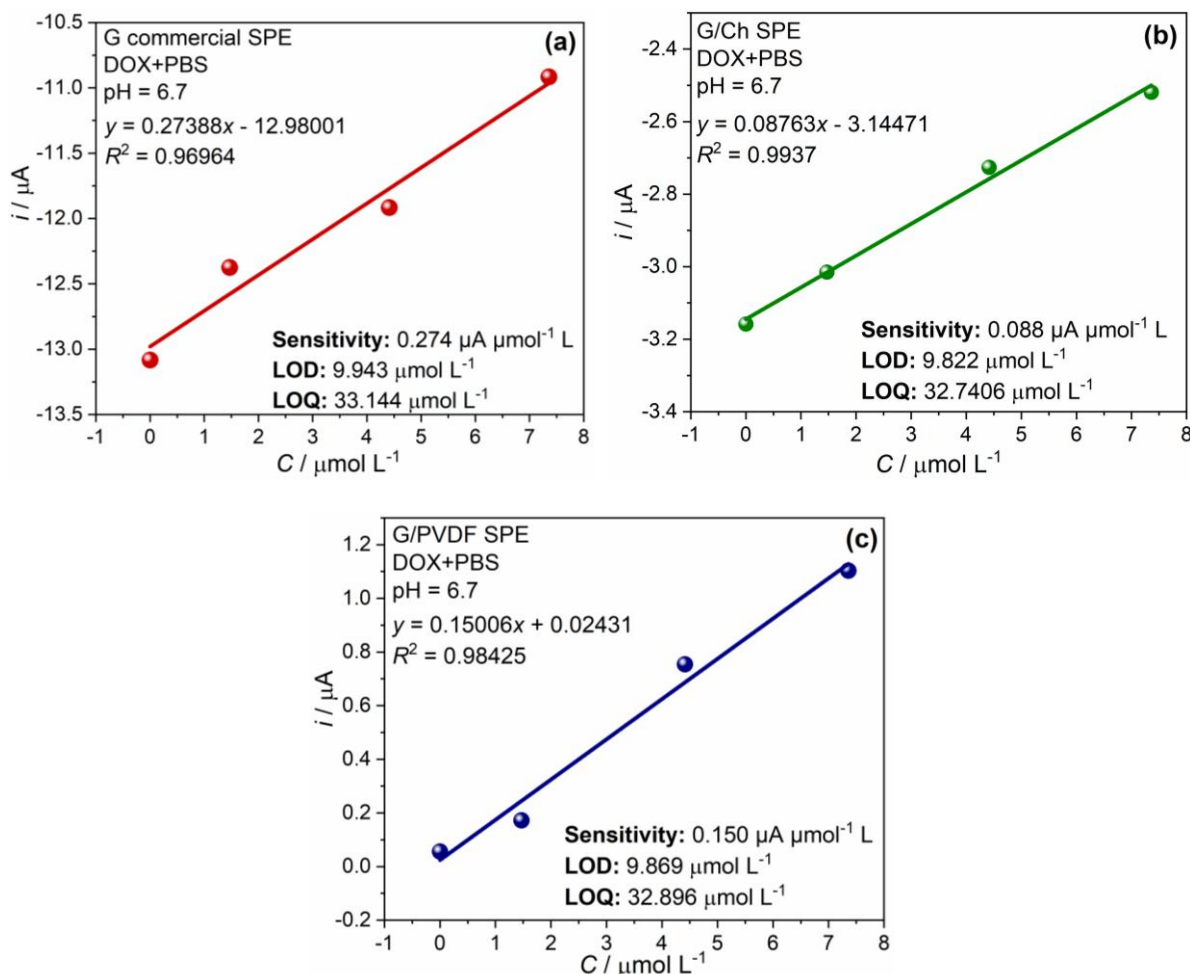 G commercial SPE
(a)
DOX+PBS
pH = 6.7
y = 0.27388x - 12.98001
R² = 0.96964
Sensitivity: 0.274 µA µmol⁻¹ L
LOD: 9.943 µmol L⁻¹
LOQ: 33.144 µmol L⁻¹
i / µA
-10.5
-11.0
-11.5
-12.0
-12.5
-13.0
-13.5
-1 0 1 2 3 4 5 6 7 8
C / µmol L⁻¹
G/Ch SPE
(b)
DOX+PBS
pH = 6.7
y = 0.08763x - 3.14471
R² = 0.9937
Sensitivity: 0.088 µA µmol⁻¹ L
LOD: 9.822 µmol L⁻¹
LOQ: 32.7406 µmol L⁻¹
i / µA
-2.4
-2.6
-2.8
-3.0
-3.2
-3.4
-1 0 1 2 3 4 5 6 7 8
C / µmol L⁻¹
G/PVDF SPE
(c)
DOX+PBS
pH = 6.7
y = 0.15006x + 0.02431
R² = 0.98425
Sensitivity: 0.150 µA µmol⁻¹ L
LOD: 9.869 µmol L⁻¹
LOQ: 32.896 µmol L⁻¹
i / µA
1.2
1.0
0.8
0.6
0.4
0.2
0.0
-0.2
-1 0 1 2 3 4 5 6 7 8
C / µmol L⁻¹